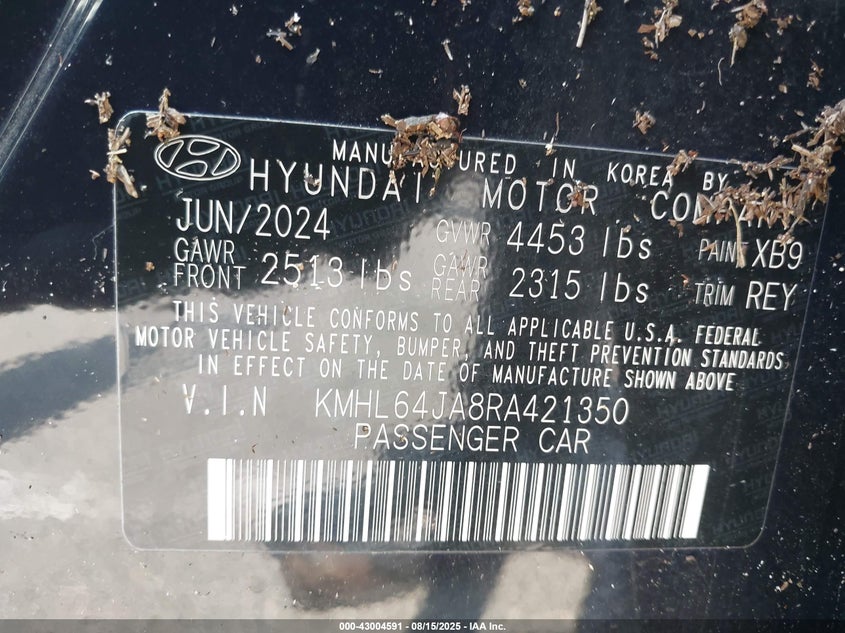 MANU URED IN KOREA BY
HYUNDAI MOTOR
JUN/2024 GVWR 4453 lbs PAINT XB9
GAWR FRONT 2513 lbs GAWR REAR 2315 lbs TRIM REY
THIS VEHICLE CONFORMS TO ALL APPLICABLE U.S.A. FEDERAL
MOTOR VEHICLE SAFETY, BUMPER, AND THEFT PREVENTION STANDARDS
IN EFFECT ON THE DATE OF MANUFACTURE SHOWN ABOVE
V.I.N KMHL64JA8RA421350
PASSENGER CAR
000-43004591 - 08/15/2025 - IAA Inc.